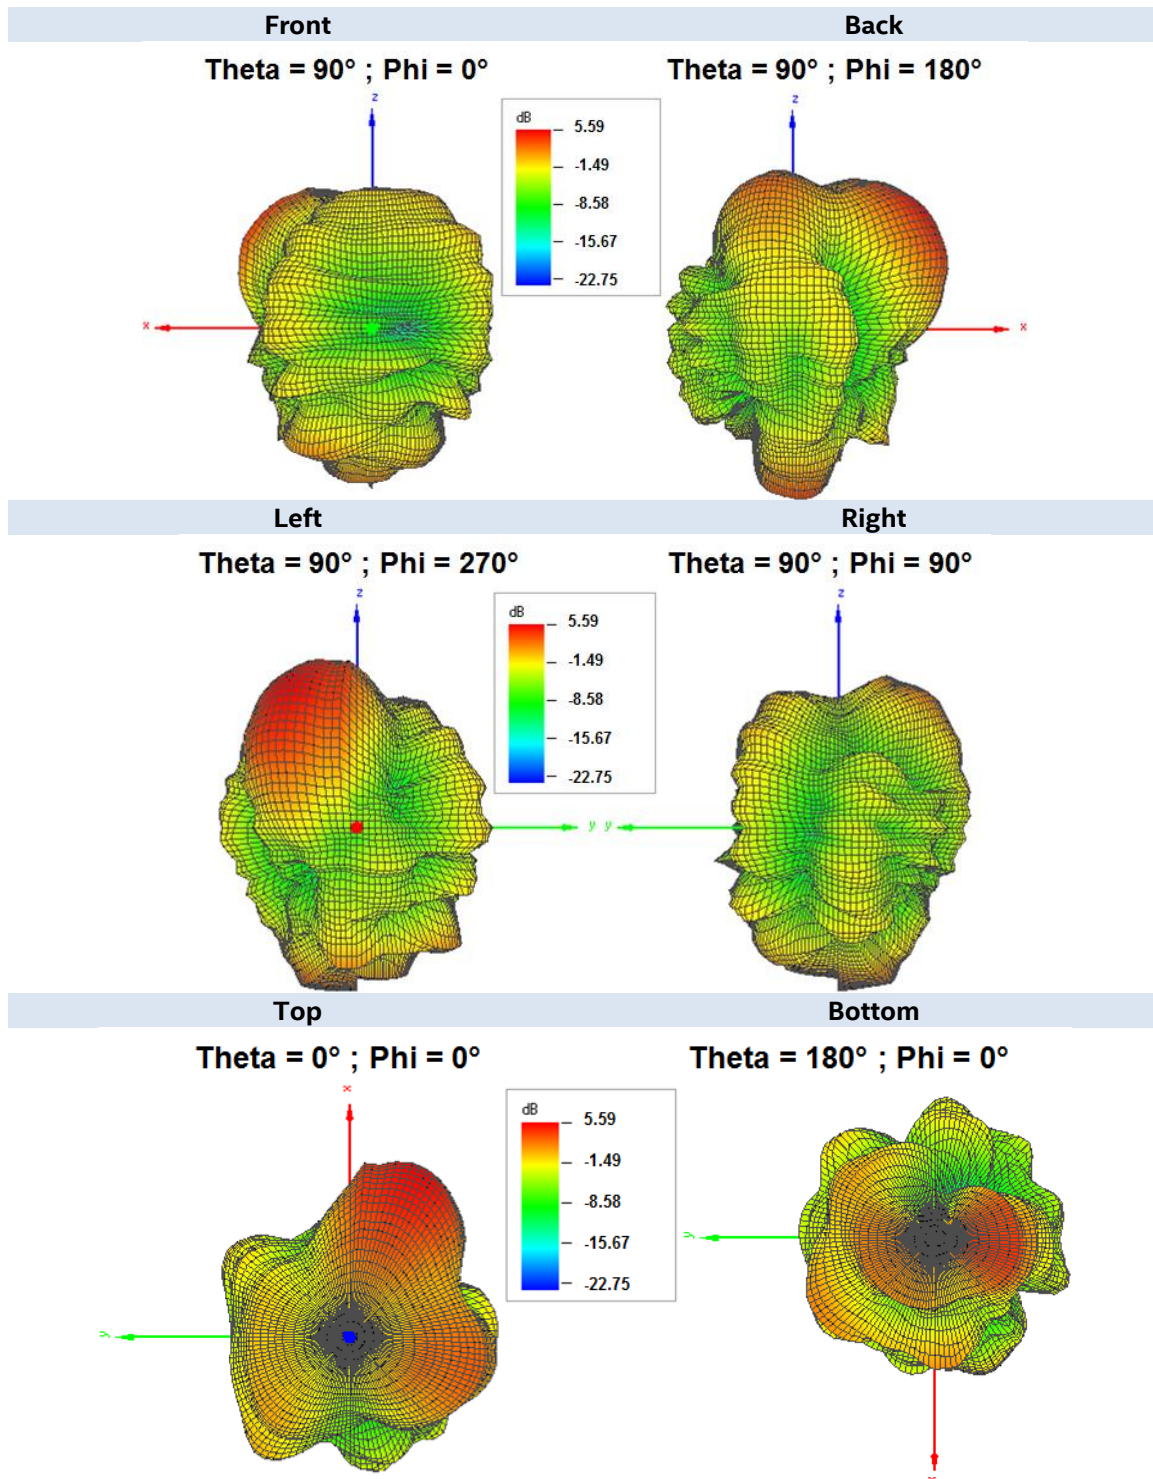 Front
Back
Theta = 90° ; Phi = 0°
Theta = 90° ; Phi = 180°
z
z
dB
5.59
-1.49
-8.58
-15.67
-22.75
x
x
Left
Right
Theta = 90° ; Phi = 270°
Theta = 90° ; Phi = 90°
z
z
dB
5.59
-1.49
-8.58
-15.67
-22.75
y
y
Top
Bottom
Theta = 0° ; Phi = 0°
Theta = 180° ; Phi = 0°
x
dB
5.59
-1.49
-8.58
-15.67
-22.75
y
y